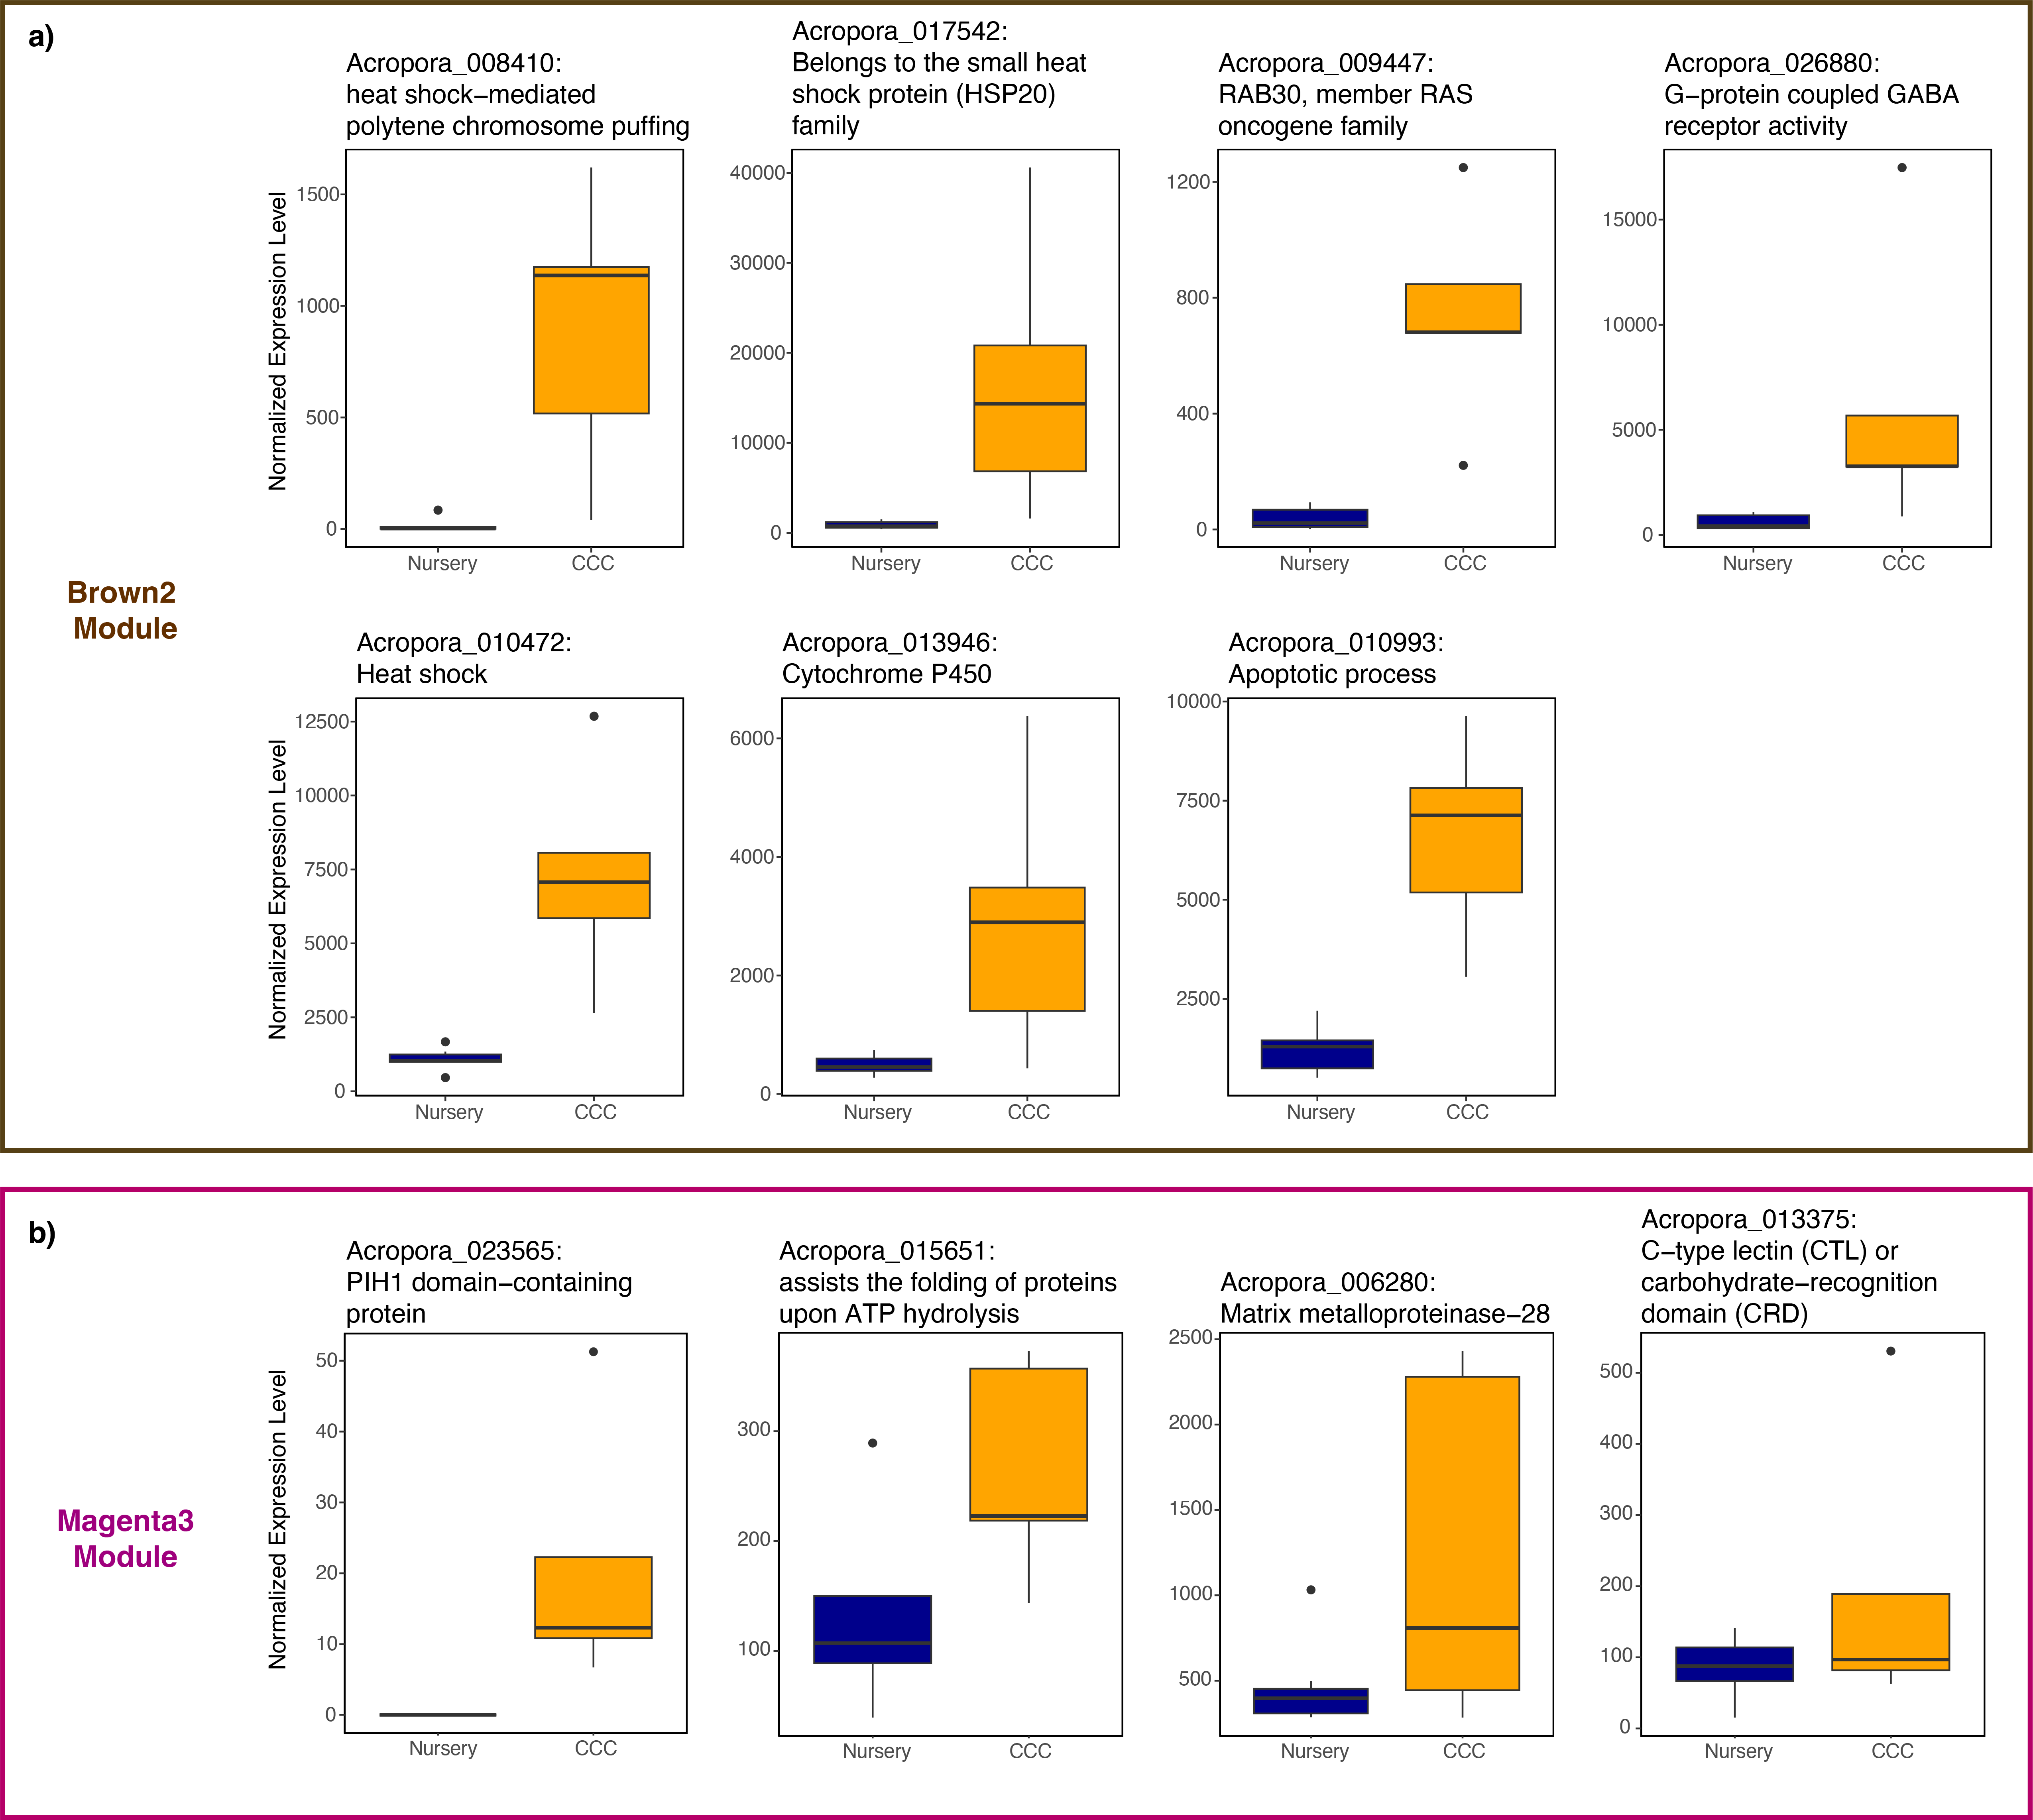 a)
Acropora_008410:
heat shock−mediated
polytene chromosome puffing
Acropora_017542:
Belongs to the small heat
shock protein (HSP20)
family
Acropora_009447:
RAB30, member RAS
oncogene family
Acropora_026880:
G−protein coupled GABA
receptor activity
Normalized Expression Level
1500
1000
500
0
Nursery
CCC
40000
30000
20000
10000
0
Nursery
CCC
1200
800
400
0
Nursery
CCC
15000
10000
5000
0
Nursery
CCC
Brown2
Module
Acropora_010472:
Heat shock
Acropora_013946:
Cytochrome P450
Acropora_010993:
Apoptotic process
Normalized Expression Level
12500
10000
7500
5000
2500
0
Nursery
CCC
6000
4000
2000
0
Nursery
CCC
10000
7500
5000
2500
Nursery
CCC
b)
Acropora_023565:
PIH1 domain−containing
protein
Acropora_015651:
assists the folding of proteins
upon ATP hydrolysis
Acropora_006280:
Matrix metalloproteinase−28
Acropora_013375:
C−type lectin (CTL) or
carbohydrate−recognition
domain (CRD)
Magenta3
Module
Normalized Expression Level
50
40
30
20
10
0
Nursery
CCC
300
200
100
Nursery
CCC
2500
2000
1500
1000
500
Nursery
CCC
500
400
300
200
100
0
Nursery
CCC